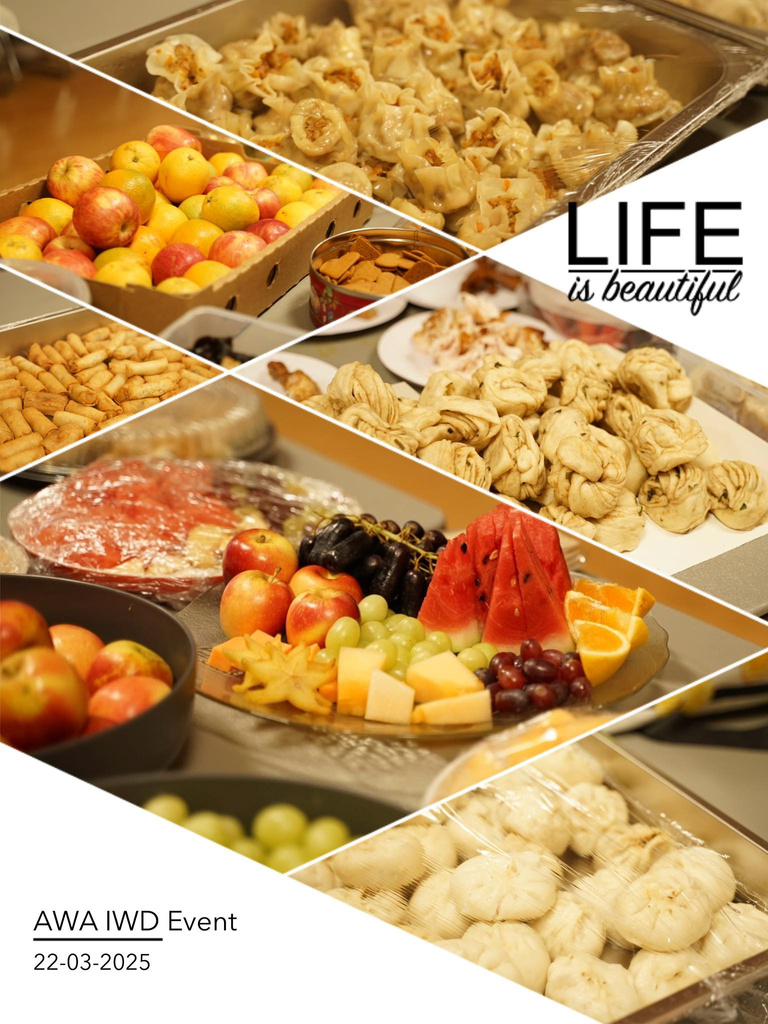 LIFE
is beautiful
AWA IWD Event
22-03-2025